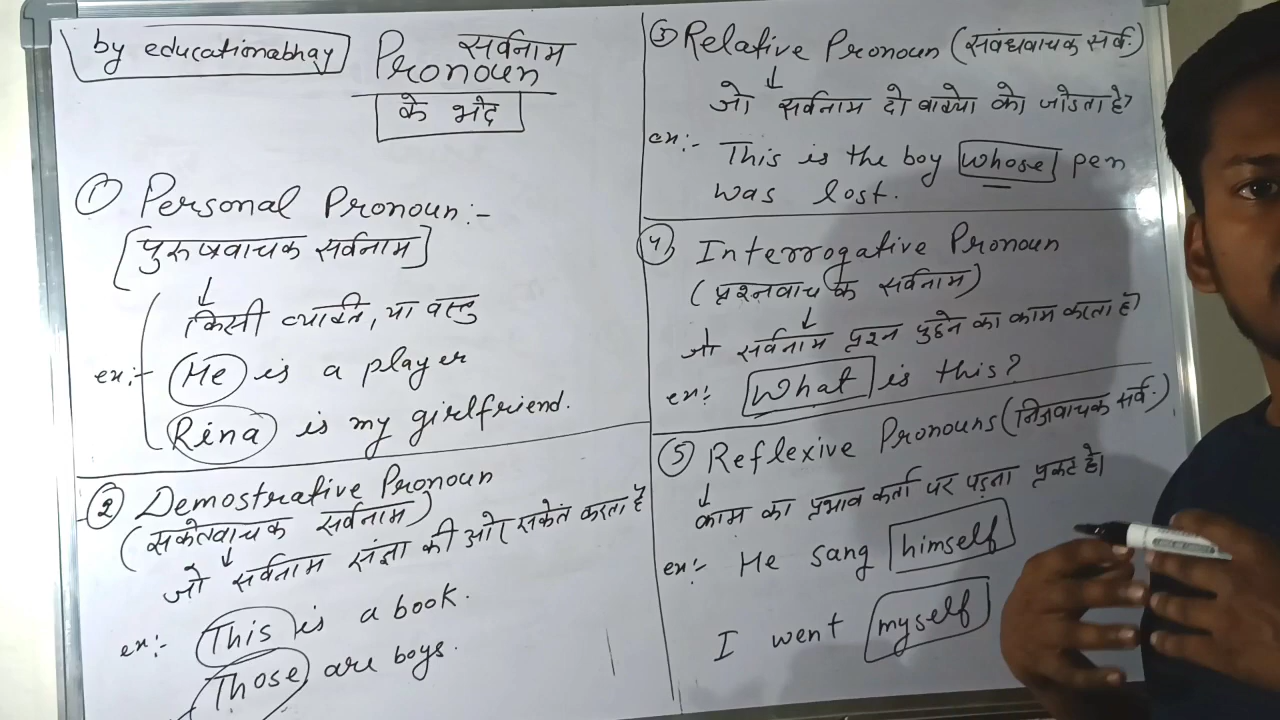 by educationabhay
सर्वनाम
Pronoun
के भेद
① Personal Pronoun:-
[पुरुषवाचक सर्वनाम]
किसी व्यक्ति, या वस्तु
ex:- He is a player
Rina is my girlfriend.
② Demostrative Pronoun
(सकेतवाचक सर्वनाम)
जो सर्वनाम संज्ञा की ओर सकेत करता है
ex:- This is a book.
Those are boys.
③ Relative Pronoun (सवंधवाचक सर्व.)
जो सर्वनाम दो वाक्यो को जोडता है
ex:- This is the boy whose pen
was lost.
④ Interrogative Pronoun
(प्रश्नवाचक सर्वनाम)
जो सर्वनाम प्रश्न पुछने का काम करता हो
ex:- What is this?
⑤ Reflexive Pronouns (निजवाचक सर्व.)
काम का प्रभाव कर्ता पर पड़ता प्रकट है।
ex:- He sang himself
I went myself